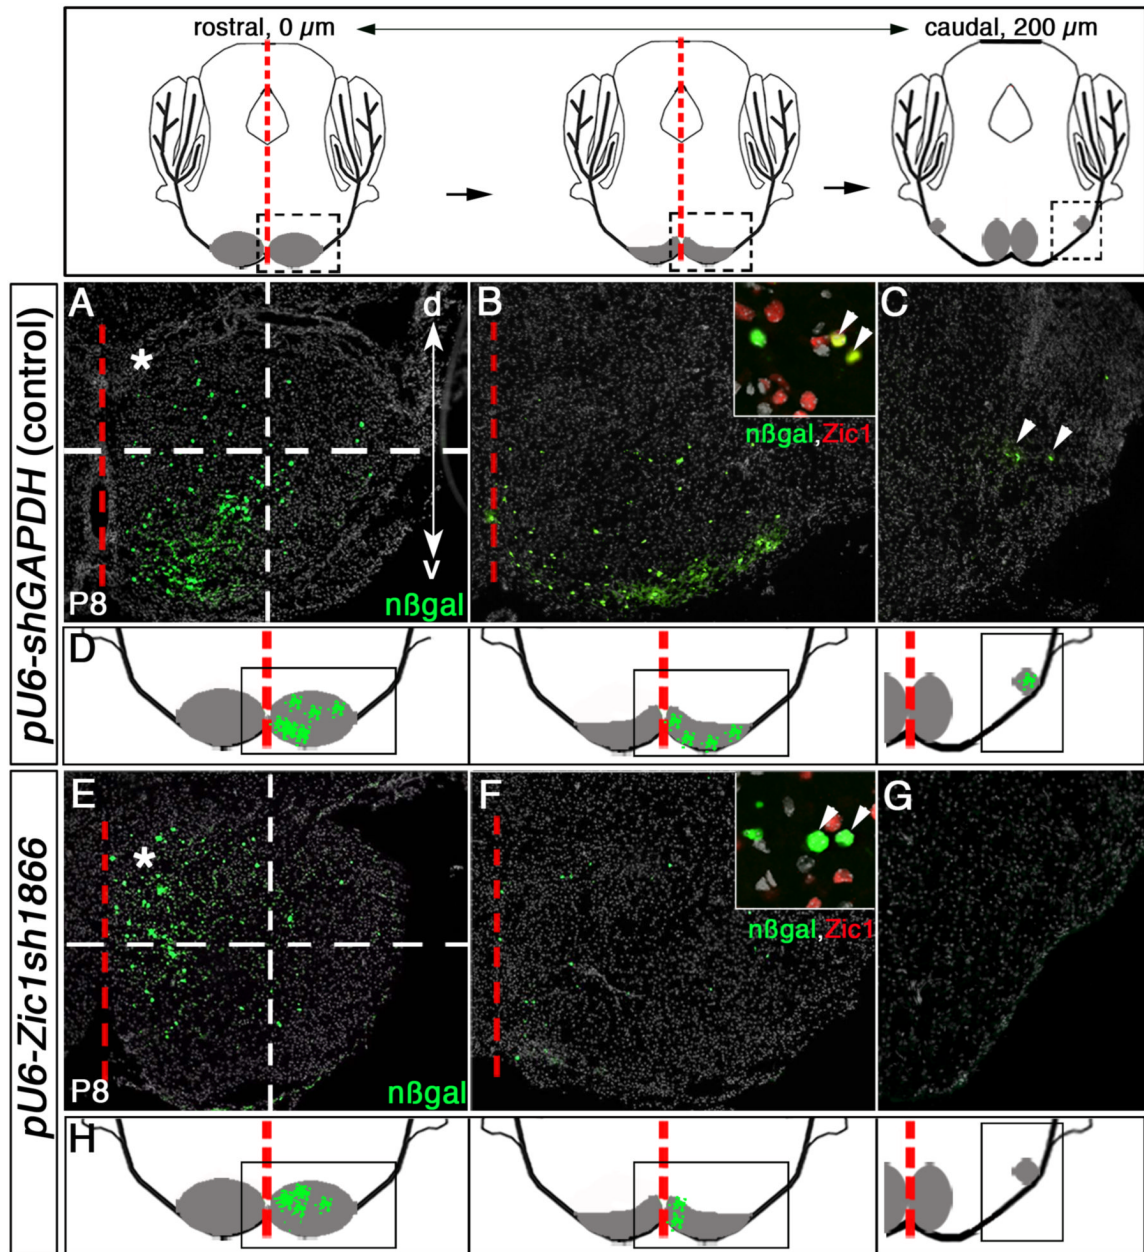 rostral, 0 µm
caudal, 200 µm
pU6-shGAPDH (control)
A
*
d
v
P8
nßgal
B
nßgal,Zic1
C
D
pU6-Zic1sh1866
E
*
P8
nßgal
F
nßgal,Zic1
G
H